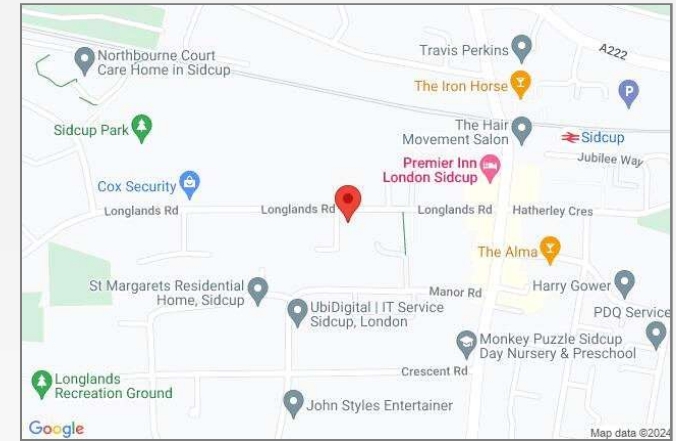 Northbourne Court
Care Home in Sidcup
Travis Perkins
A222
The Iron Horse
P
Sidcup Park
The Hair
Movement Salon
Sidcup
Jubilee Way
Premier Inn
London Sidcup
Cox Security
Longlands Rd
Longlands Rd
Longlands Rd
Hatherley Cres
The Alma
St Margarets Residential
Home, Sidcup
Manor Rd
Harry Gower
UbiDigital | IT Service
Sidcup, London
PDQ Service
Monkey Puzzle Sidcup
Day Nursery & Preschool
Crescent Rd
Longlands
Recreation Ground
John Styles Entertainer
Google
Map data ©2024